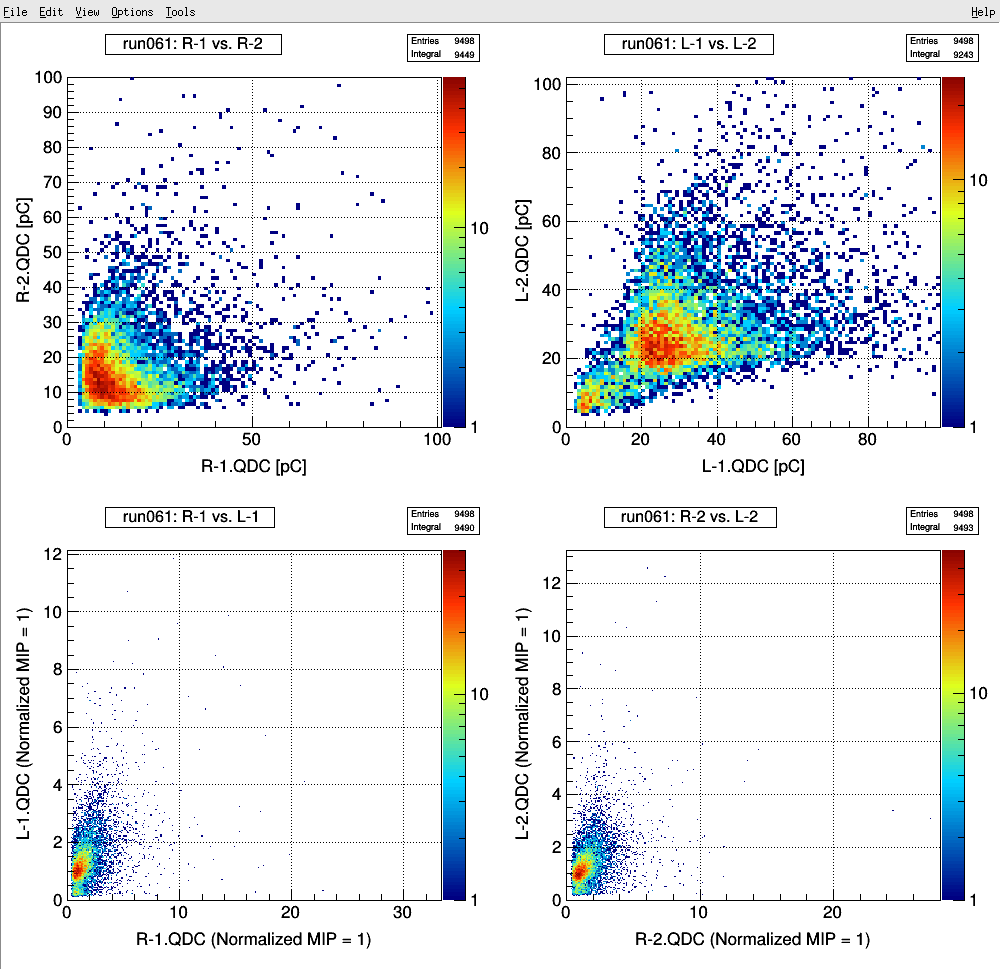 File Edit View Options Tools Help
run061: R-1 vs. R-2
Entries 9498
Integral 9449
100
90
80
70
60
50
40
30
20
10
0
R-2.QDC [pC]
0 50 100
R-1.QDC [pC]
10
1
run061: L-1 vs. L-2
Entries 9498
Integral 9243
100
80
60
40
20
0
L-2.QDC [pC]
0 20 40 60 80
L-1.QDC [pC]
10
1
run061: R-1 vs. L-1
Entries 9498
Integral 9490
12
10
8
6
4
2
0
L-1.QDC (Normalized MIP = 1)
0 10 20 30
R-1.QDC (Normalized MIP = 1)
10
1
run061: R-2 vs. L-2
Entries 9498
Integral 9493
12
10
8
6
4
2
0
L-2.QDC (Normalized MIP = 1)
0 10 20
R-2.QDC (Normalized MIP = 1)
10
1